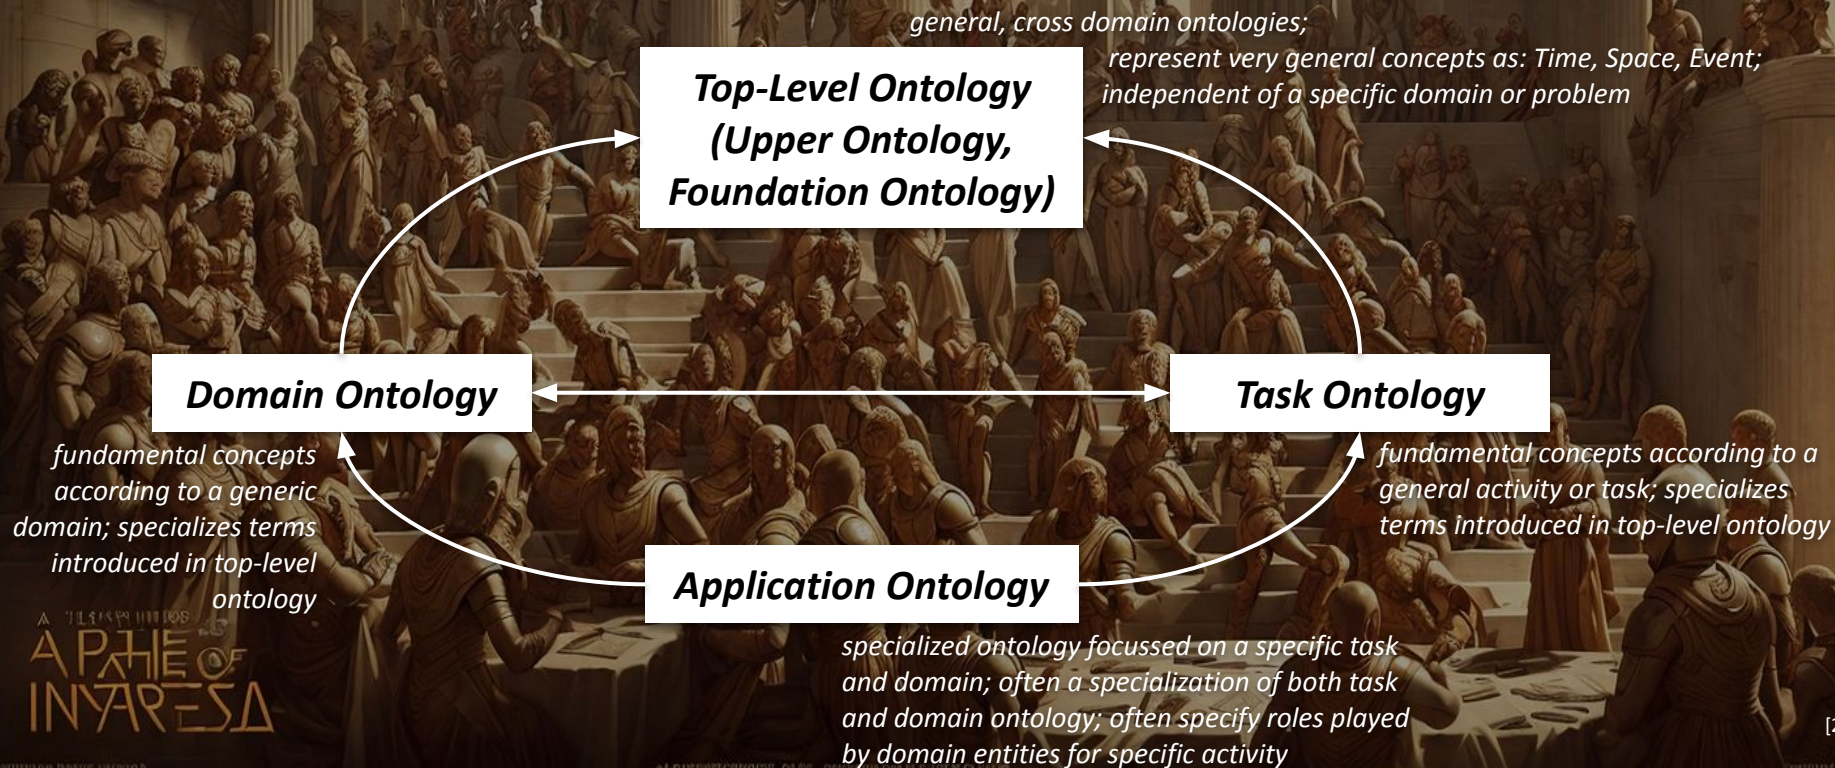 general, cross domain ontologies;
represent very general concepts as: Time, Space, Event;
independent of a specific domain or problem
Top-Level Ontology
(Upper Ontology,
Foundation Ontology)
Domain Ontology
Task Ontology
fundamental concepts
according to a generic
domain; specializes terms
introduced in top-level
ontology
fundamental concepts according to a
general activity or task; specializes
terms introduced in top-level ontology
Application Ontology
specialized ontology focussed on a specific task
and domain; often a specialization of both task
and domain ontology; often specify roles played
by domain entities for specific activity